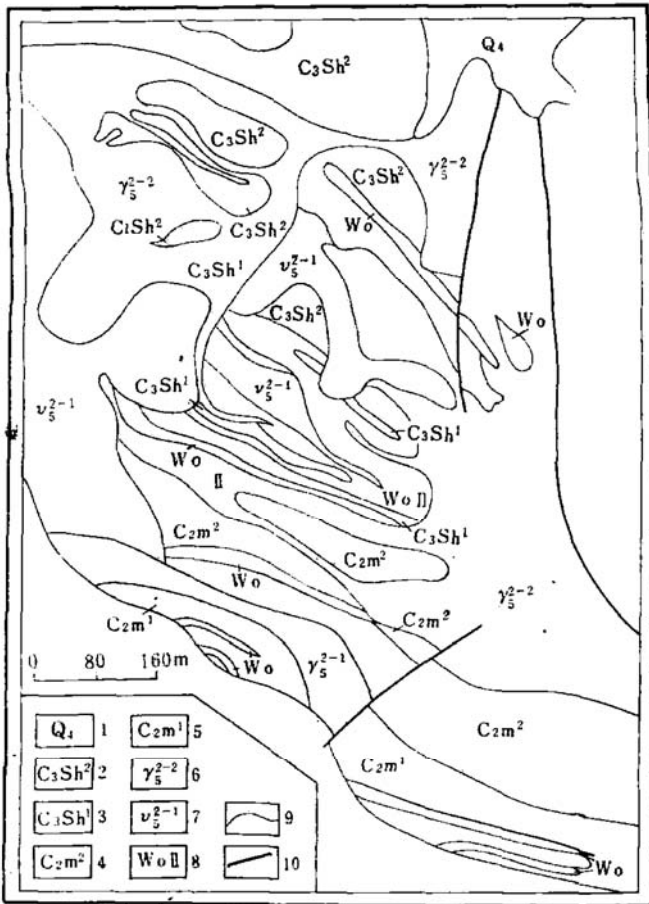 Q₄
C₃Sh²
C₃Sh²
C₃Sh²
γ₅²⁻²
γ₅²⁻²
Wo
C₁Sh²
C₃Sh²
C₃Sh¹
ν₅²⁻¹
C₃Sh²
Wo
C₃Sh¹
ν₅²⁻¹
ν₅²⁻¹
C₃Sh¹
Wo
Ⅱ
Wo Ⅱ
C₃Sh¹
C₂m²
C₂m²
Wo
γ₅²⁻²
C₂m¹
C₂m²
Wo
γ₅²⁻¹
0 80 160m
C₂m²
C₂m¹
Wo
Q₄ 1 C₂m¹ 5
C₃Sh² 2 γ₅²⁻² 6
C₃Sh¹ 3 ν₅²⁻¹ 7 9
C₂m² 4 Wo Ⅱ 8 10